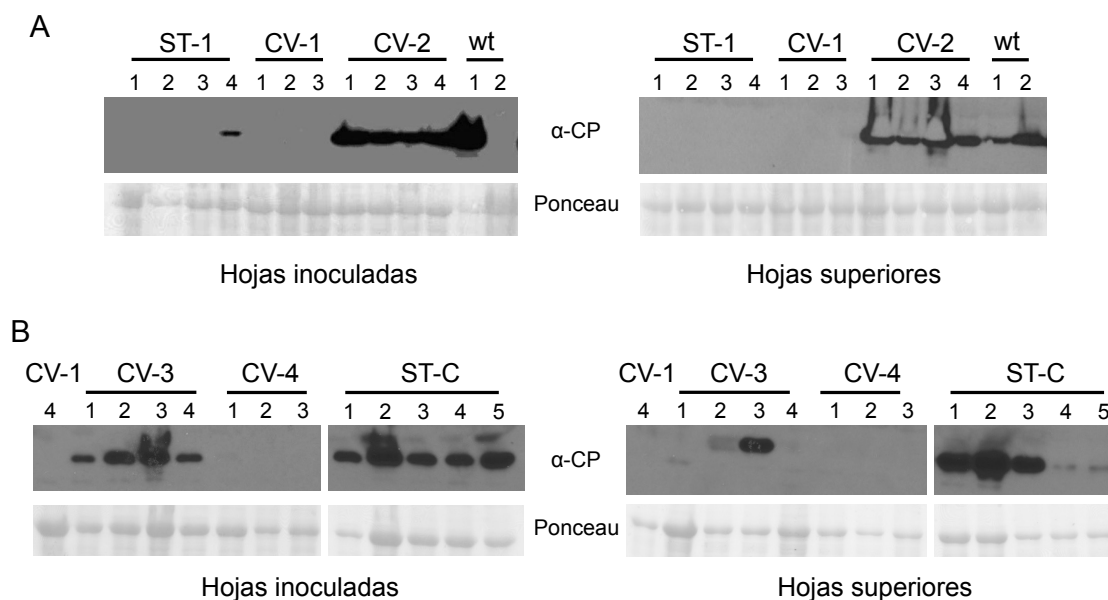 A
ST-1 CV-1 CV-2 wt
1 2 3 4 1 2 3 1 2 3 4 1 2
ST-1 CV-1 CV-2 wt
1 2 3 4 1 2 3 1 2 3 4 1 2
α-CP
Ponceau
Hojas inoculadas
Hojas superiores
B
CV-1 CV-3 CV-4 ST-C
4 1 2 3 4 1 2 3 1 2 3 4 5
CV-1 CV-3 CV-4 ST-C
4 1 2 3 4 1 2 3 1 2 3 4 5
α-CP
Ponceau
Hojas inoculadas
Hojas superiores